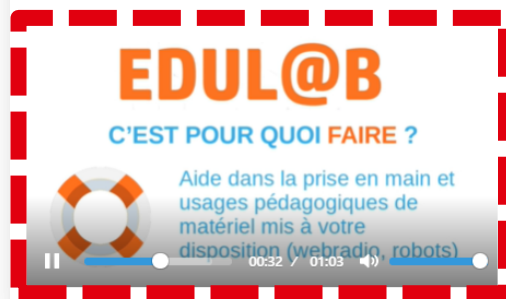 EDUL@B
C'EST POUR QUOI FAIRE ?
Aide dans la prise en main et
usages pédagogiques de
matériel mis à votre
disposition (webradio, robots)
00:32 / 01:03